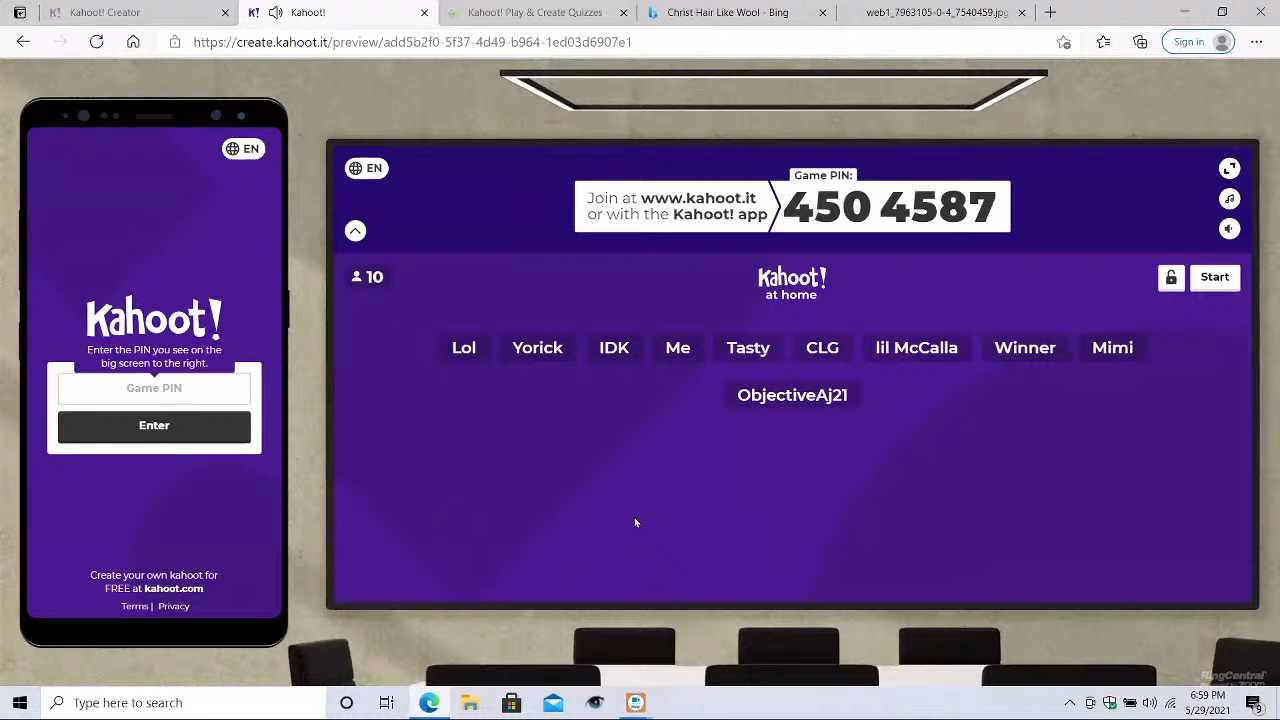 Kahoot! Creator
Kahoot!
Kahoot! Play & Create Quizzes -
Christ Hair Like Wool - Bing
web1_7963105-0-4_7540459.jpg
https://create.kahoot.it/preview/add5b2f0-5f37-4d49-b964-1ed03d6907e1
Sign in
EN
Kahoot!
Enter the PIN you see on the
big screen to the right.
Game PIN
Enter
Create your own kahoot for
FREE at kahoot.com
Terms | Privacy
EN
Game PIN:
Join at www.kahoot.it
or with the Kahoot! app
450 4587
10
Kahoot!
at home
Start
Lol Yorick IDK Me Tasty CLG lil McCalla Winner Mimi
ObjectiveAj21
RingCentral
Powered by zoom
Type here to search
6:59 PM
5/29/2021